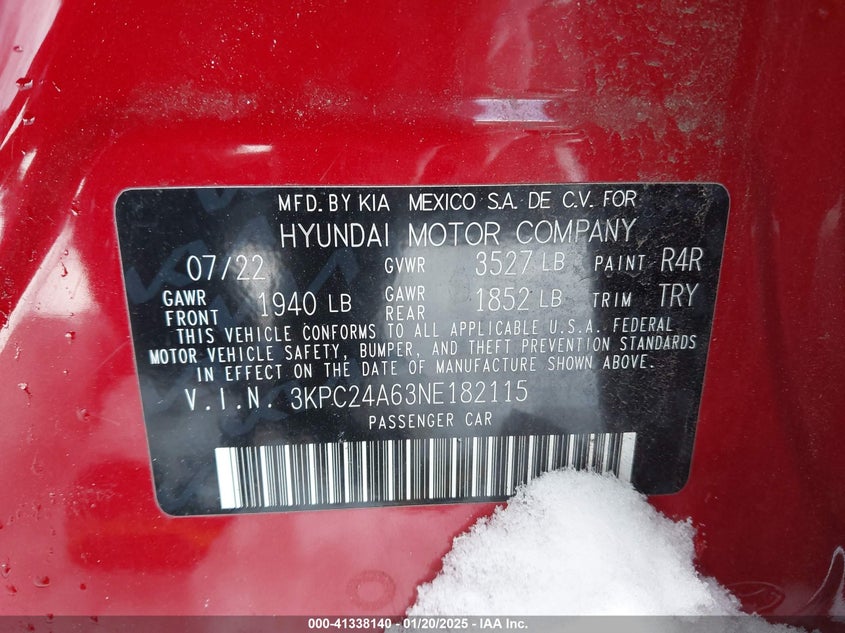 MFD. BY KIA MEXICO S.A. DE C.V. FOR
HYUNDAI MOTOR COMPANY
07/22 GVWR 3527 LB PAINT R4R
GAWR FRONT 1940 LB GAWR REAR 1852 LB TRIM TRY
THIS VEHICLE CONFORMS TO ALL APPLICABLE U.S.A. FEDERAL
MOTOR VEHICLE SAFETY, BUMPER, AND THEFT PREVENTION STANDARDS
IN EFFECT ON THE DATE OF MANUFACTURE SHOWN ABOVE.
V.I.N. 3KPC24A63NE182115
PASSENGER CAR
000-41338140 - 01/20/2025 - IAA Inc.